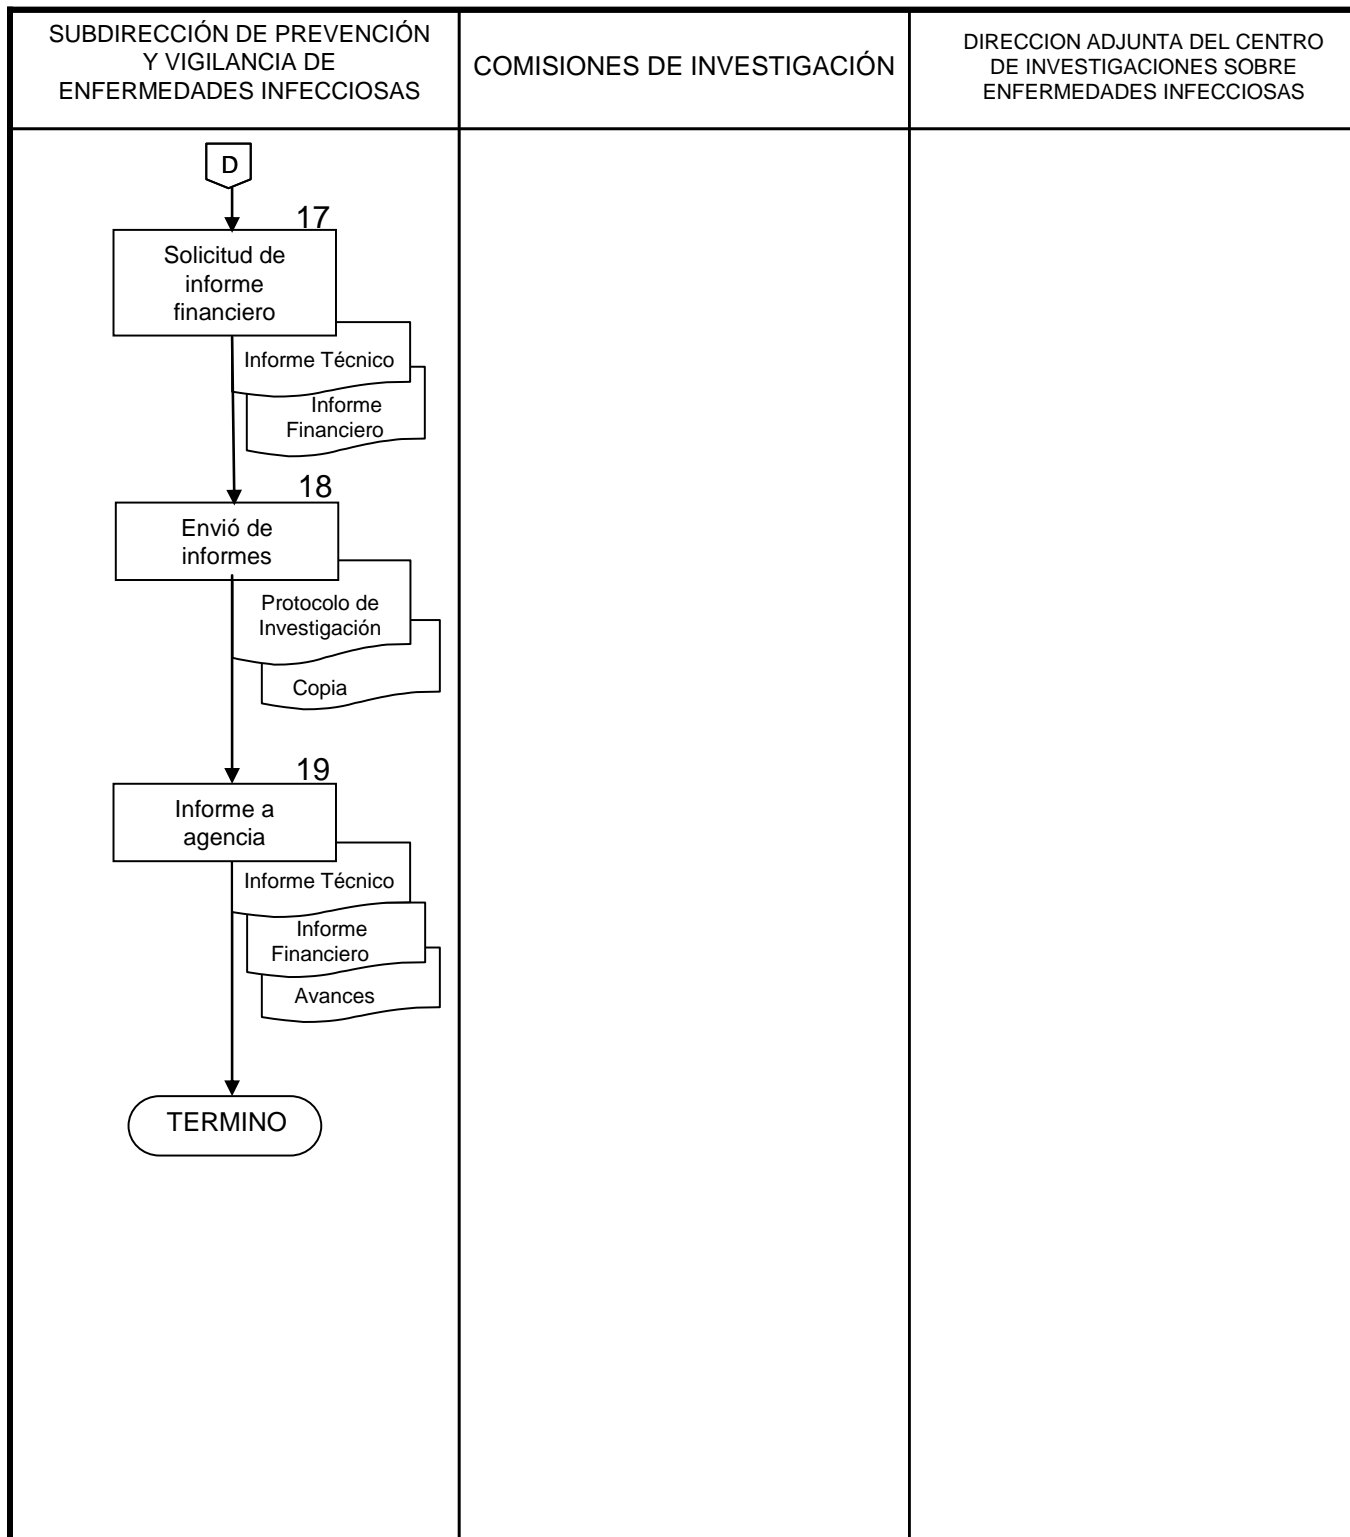 SUBDIRECCIÓN DE PREVENCIÓN
Y VIGILANCIA DE
ENFERMEDADES INFECCIOSAS
COMISIONES DE INVESTIGACIÓN
DIRECCION ADJUNTA DEL CENTRO
DE INVESTIGACIONES SOBRE
ENFERMEDADES INFECCIOSAS
D
17
Solicitud de
informe
financiero
Informe Técnico
Informe
Financiero
18
Envió de
informes
Protocolo de
Investigación
Copia
19
Informe a
agencia
Informe Técnico
Informe
Financiero
Avances
TERMINO